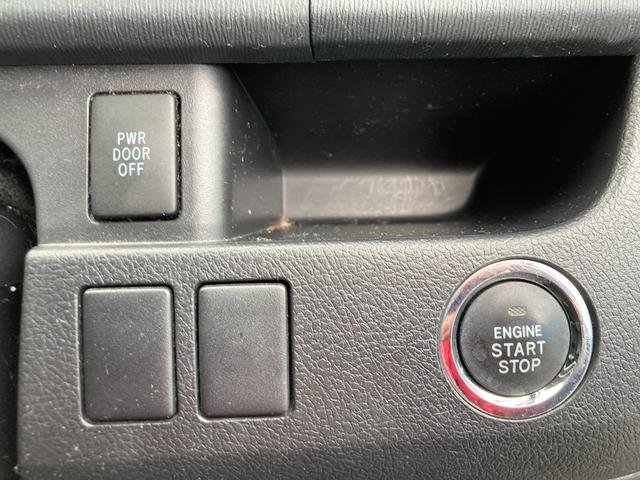 PWR
DOOR
OFF
ENGINE
START
STOP